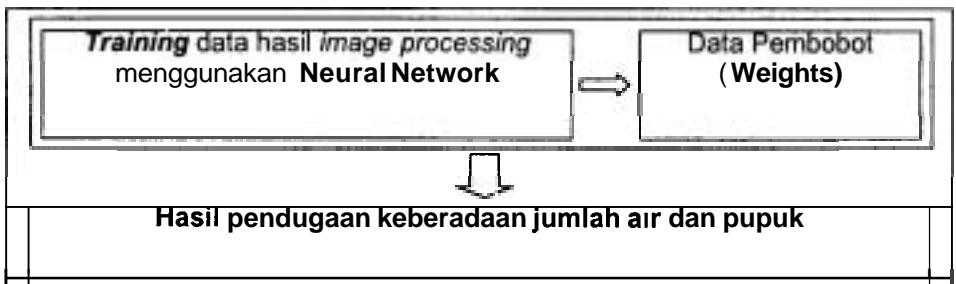 Training data hasil image processing
menggunakan Neural Network
Data Pembobot
(Weights)
Hasil pendugaan keberadaan jumlah air dan pupuk